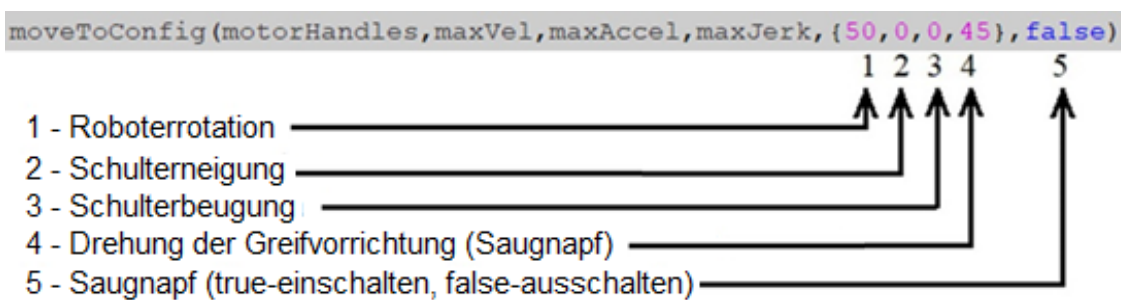 moveToConfig(motorHandles,maxVel,maxAccel,maxJerk,{50,0,0,45},false)
1 2 3 4 5
1 - Roboterrotation
2 - Schulterneigung
3 - Schulterbeugung
4 - Drehung der Greifvorrichtung (Saugnapf)
5 - Saugnapf (true-einschalten, false-ausschalten)